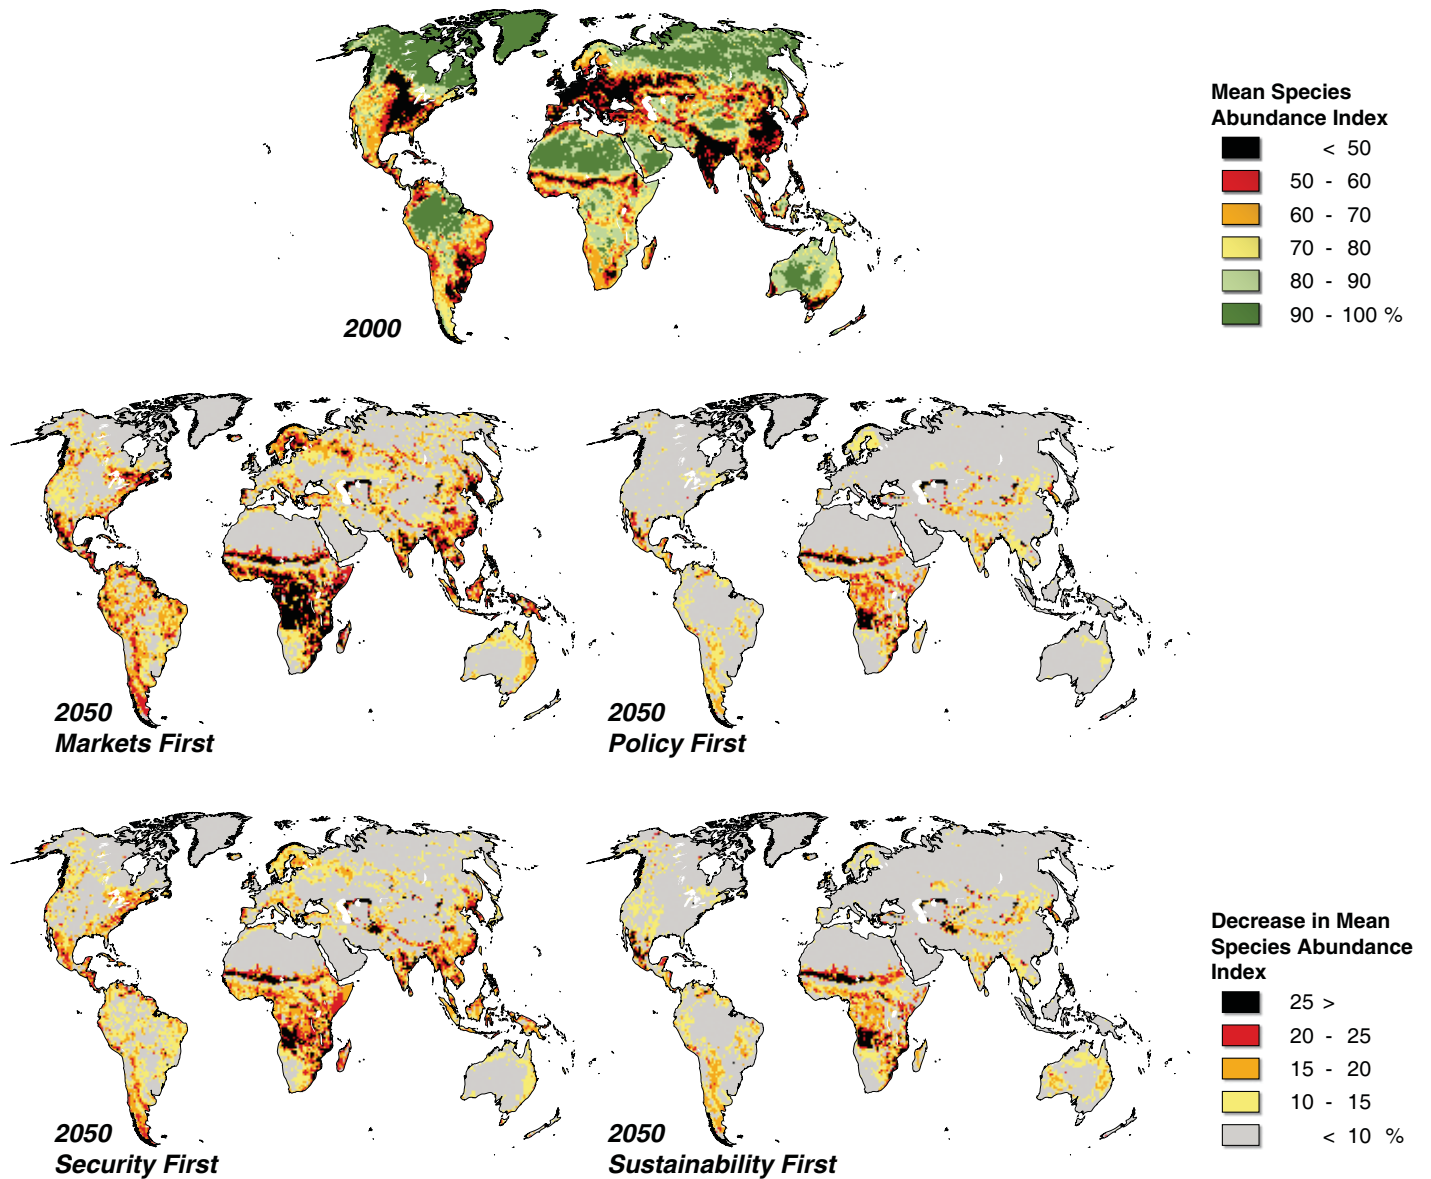 Mean Species
Abundance Index
< 50
50 - 60
60 - 70
70 - 80
80 - 90
90 - 100 %
2000
2050
Markets First
2050
Policy First
Decrease in Mean
Species Abundance
Index
25 >
20 - 25
15 - 20
10 - 15
< 10 %
2050
Security First
2050
Sustainability First